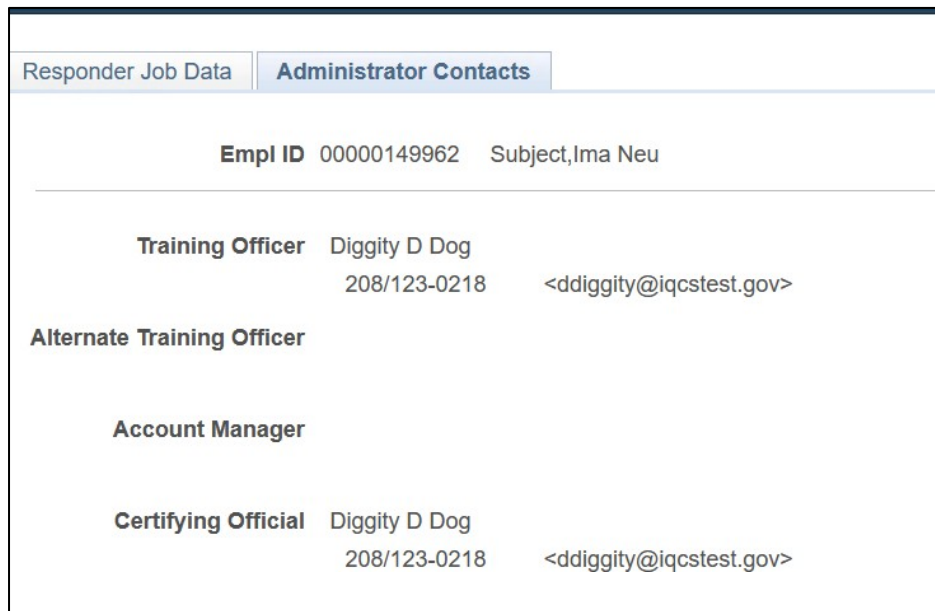 Responder Job Data Administrator Contacts
Empl ID 00000149962 Subject,Ima Neu
Training Officer Diggity D Dog
208/123-0218 <ddiggity@iqcstest.gov>
Alternate Training Officer
Account Manager
Certifying Official Diggity D Dog
208/123-0218 <ddiggity@iqcstest.gov>